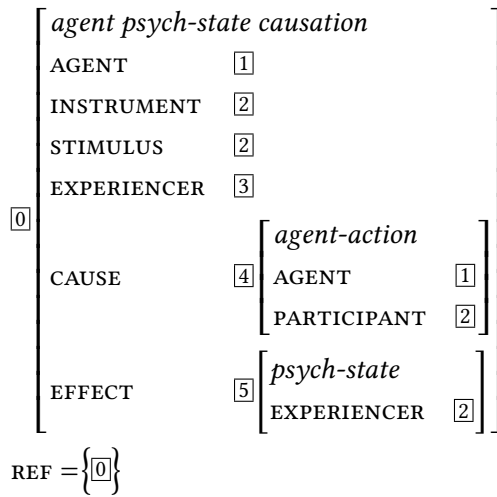 agent psych-state causation
AGENT 1
INSTRUMENT 2
STIMULUS 2
EXPERIENCER 3
0
agent-action
CAUSE 4 AGENT 1
PARTICIPANT 2
psych-state
EFFECT 5
EXPERIENCER 2
REF = {0}